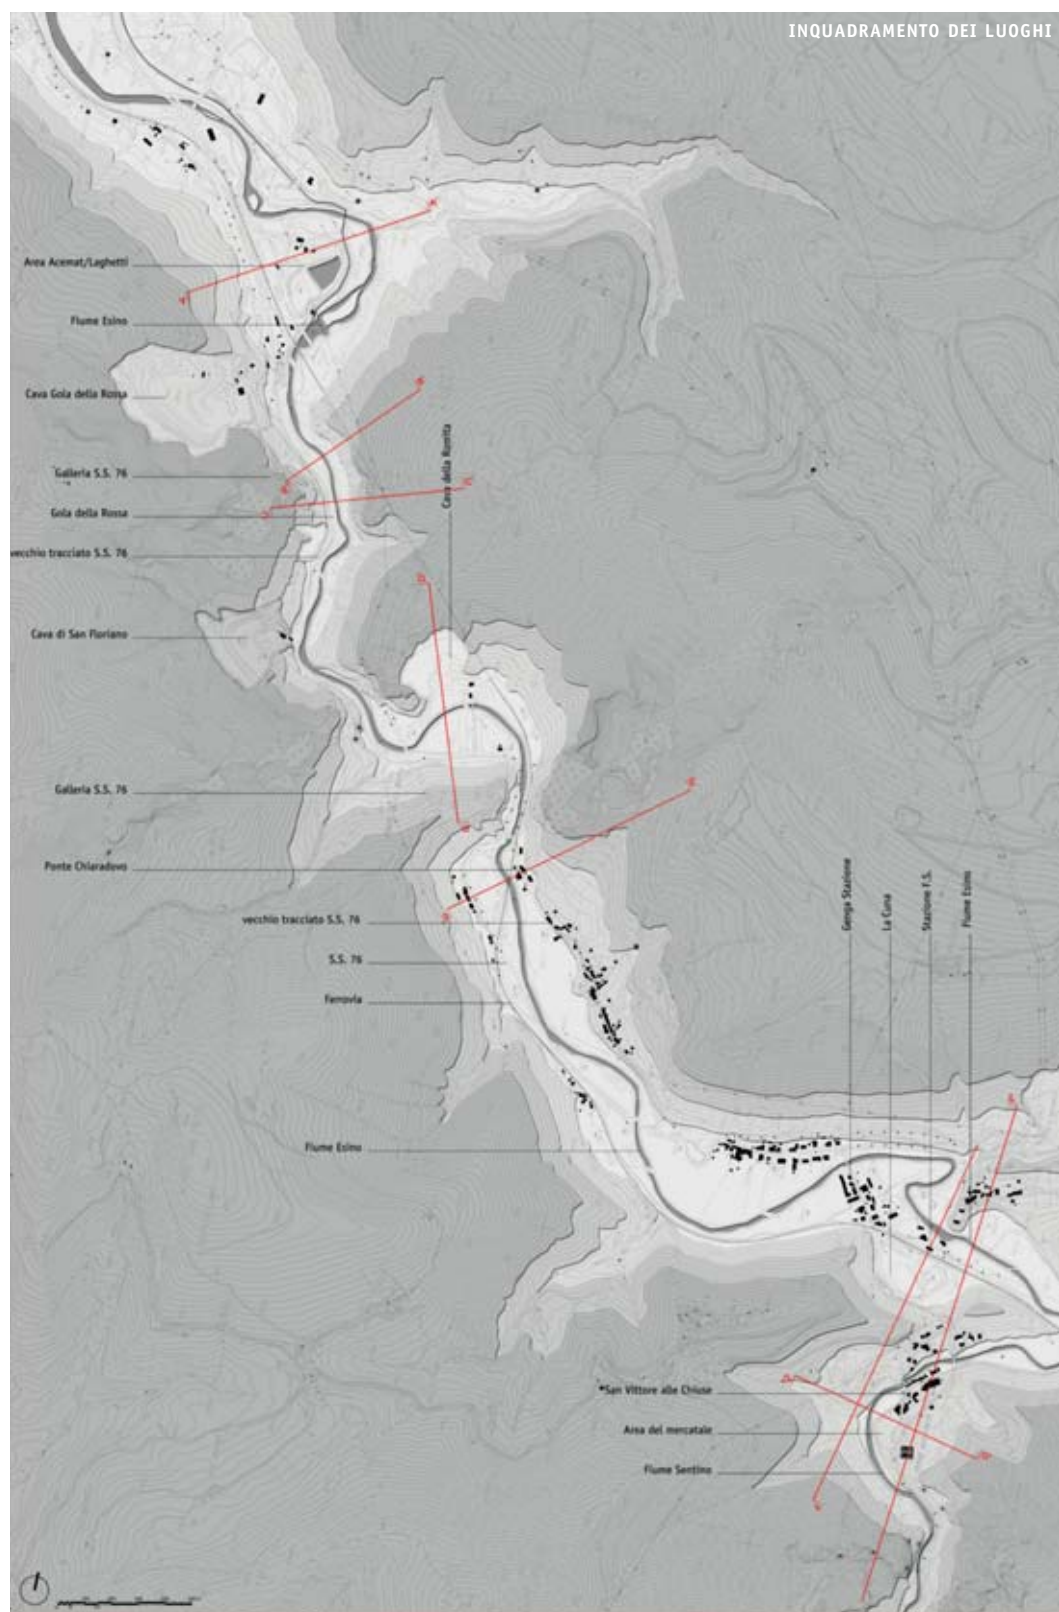 INQUADRAMENTO DEI LUOGHI
Area Acemat/Laghetti
Fiume Esino
Cava Gola della Rossa
Galleria S.S. 76
Gola della Rossa
vecchio tracciato S.S. 76
Cava della Romita
Cava di San Floriano
Galleria S.S. 76
Ponte Chiaradovo
vecchio tracciato S.S. 76
S.S. 76
Ferrovia
Genga Stazione
La Cuna
Stazione F.S.
Fiume Esino
Fiume Esino
San Vittore alle Chiuse
Area del mercatale
Fiume Sentino